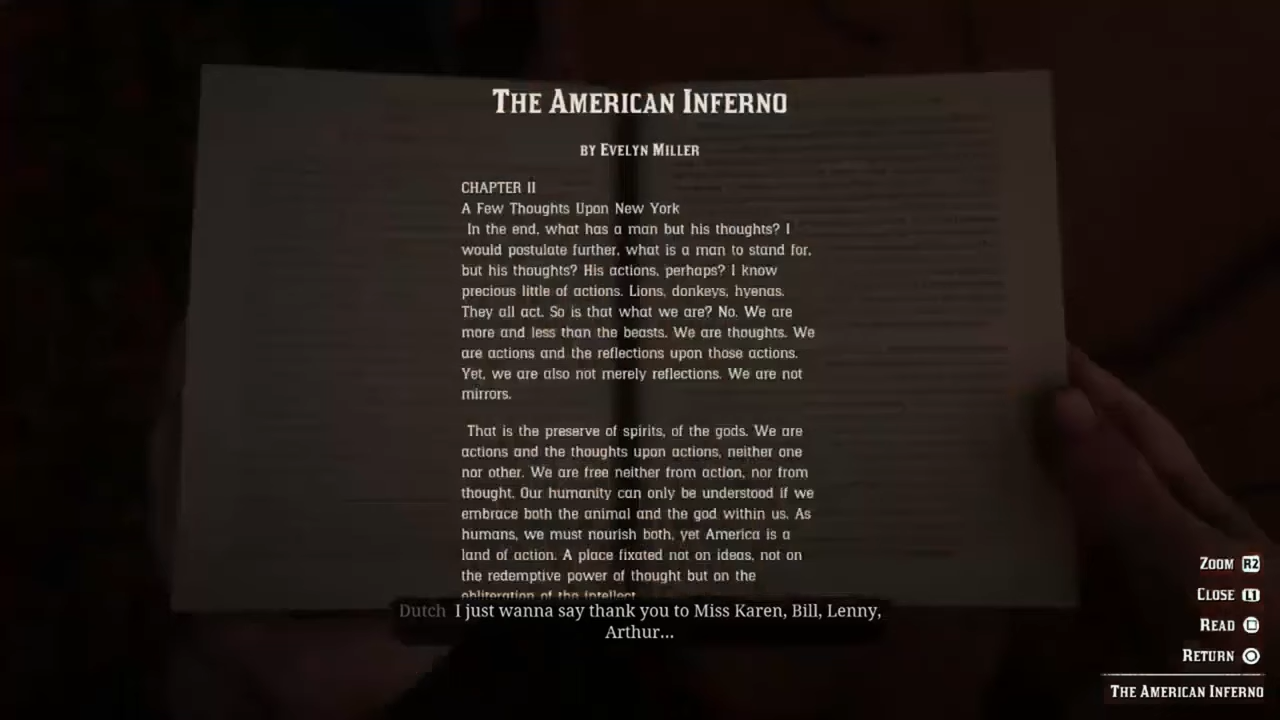 The American Inferno
by Evelyn Miller
CHAPTER II
A Few Thoughts Upon New York
In the end, what has a man but his thoughts? I
would postulate further, what is a man to stand for,
but his thoughts? His actions, perhaps? I know
precious little of actions. Lions, donkeys, hyenas.
They all act. So is that what we are? No. We are
more and less than the beasts. We are thoughts. We
are actions and the reflections upon those actions.
Yet, we are also not merely reflections. We are not
mirrors.
That is the preserve of spirits, of the gods. We are
actions and the thoughts upon actions, neither one
nor other. We are free neither from action, nor from
thought. Our humanity can only be understood if we
embrace both the animal and the god within us. As
humans, we must nourish both, yet America is a
land of action. A place fixated not on ideas, not on
the redemptive power of thought but on the
obliteration of the intellect
Dutch I just wanna say thank you to Miss Karen, Bill, Lenny,
Arthur...
Zoom R2
Close L1
Read
Return
The American Inferno